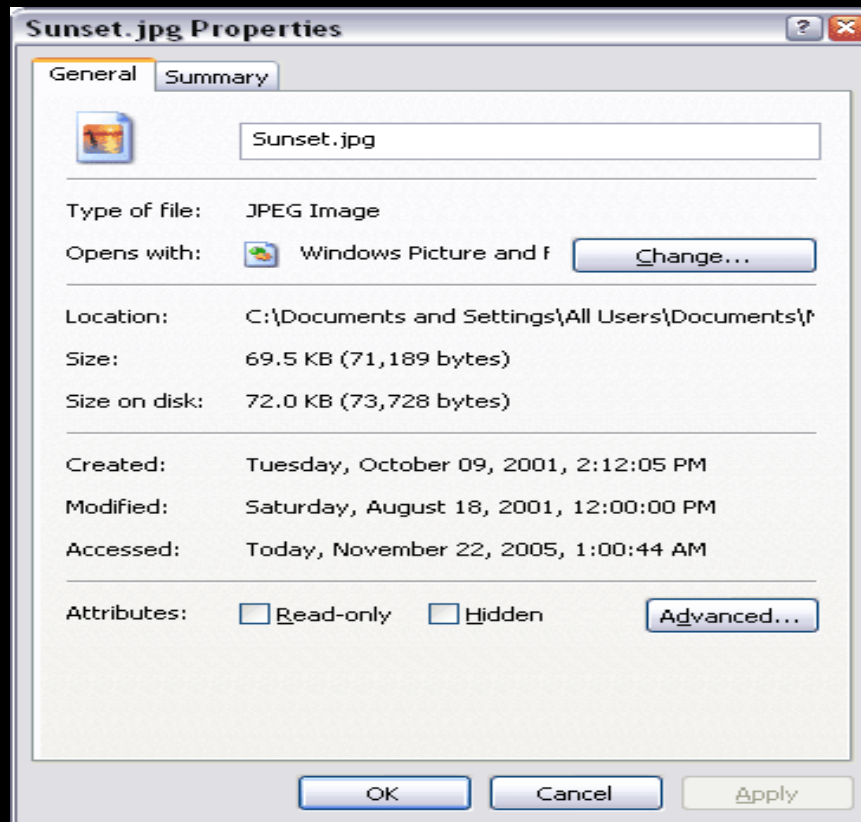 Sunset.jpg Properties
General Summary
Sunset.jpg
Type of file: JPEG Image
Opens with: Windows Picture and F Change...
Location: C:\Documents and Settings\All Users\Documents\M
Size: 69.5 KB (71,189 bytes)
Size on disk: 72.0 KB (73,728 bytes)
Created: Tuesday, October 09, 2001, 2:12:05 PM
Modified: Saturday, August 18, 2001, 12:00:00 PM
Accessed: Today, November 22, 2005, 1:00:44 AM
Attributes: Read-only Hidden Advanced...
OK Cancel Apply